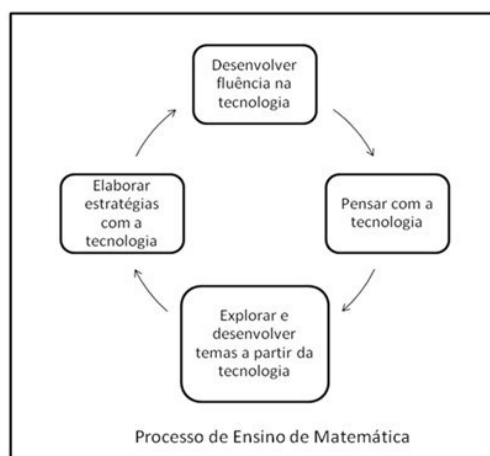 Desenvolver
fluência na
tecnologia
Elaborar
estratégias
com a
tecnologia
Pensar com a
tecnologia
Explorar e
desenvolver
temas a partir da
tecnologia
Processo de Ensino de Matemática